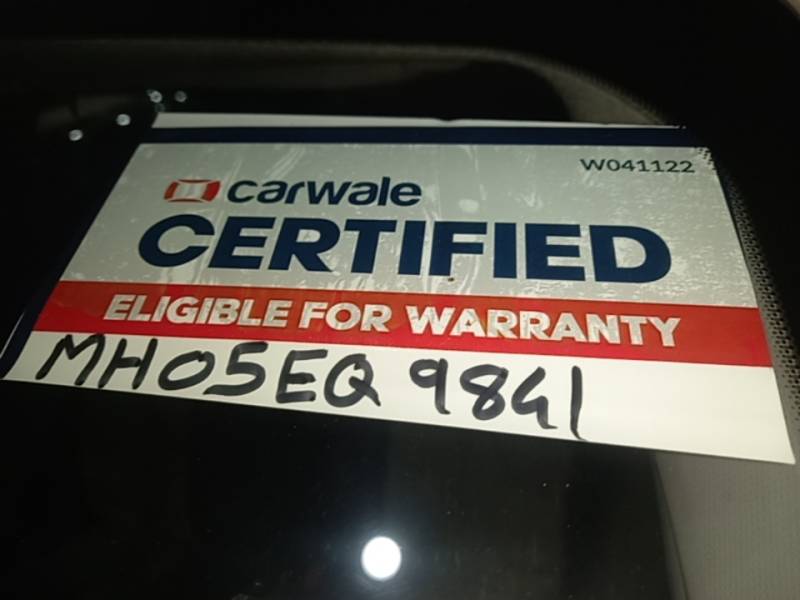 W041122
carwale
CERTIFIED
ELIGIBLE FOR WARRANTY
MH05EQ 9841